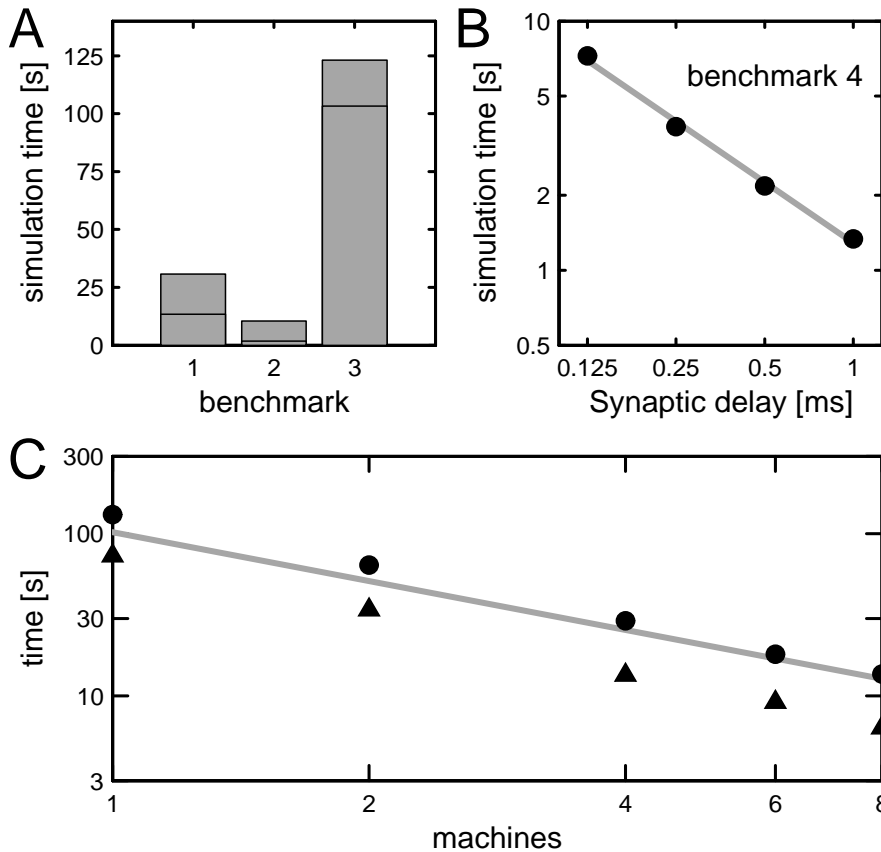 A
simulation time [s]
125
100
75
50
25
0
1 2 3
benchmark
B
simulation time [s]
10
5
2
1
0.5
benchmark 4
0.125 0.25 0.5 1
Synaptic delay [ms]
C
time [s]
300
100
30
10
3
1 2 4 6 8
machines